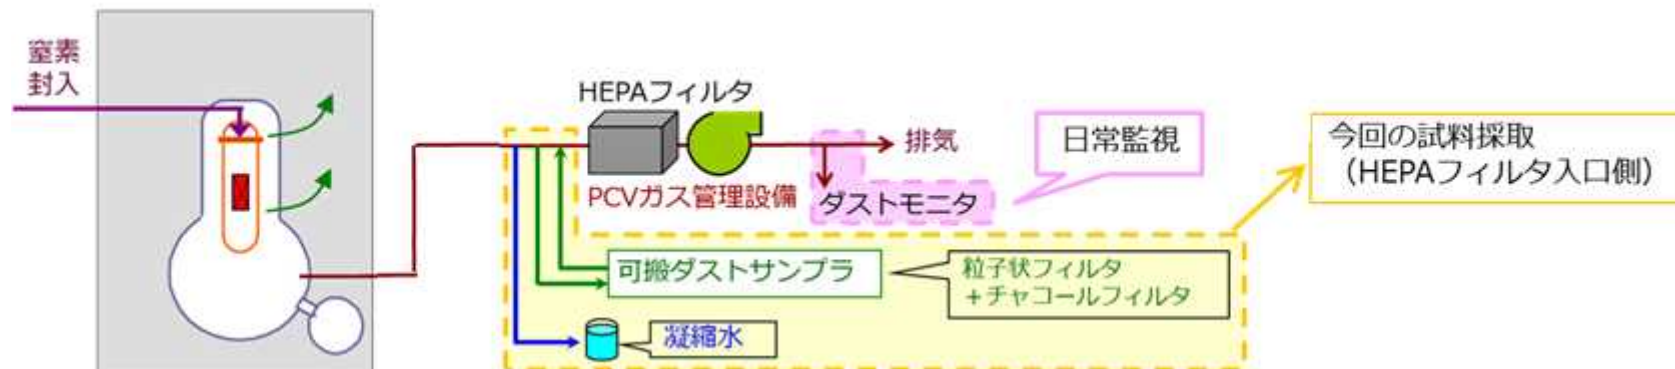 窒素
封入
HEPAフィルタ
排気
PCVガス管理設備
ダストモニタ
日常監視
今回の試料採取
（HEPAフィルタ入口側）
可搬ダストサンプラ
粒子状フィルタ
＋チャコールフィルタ
凝縮水